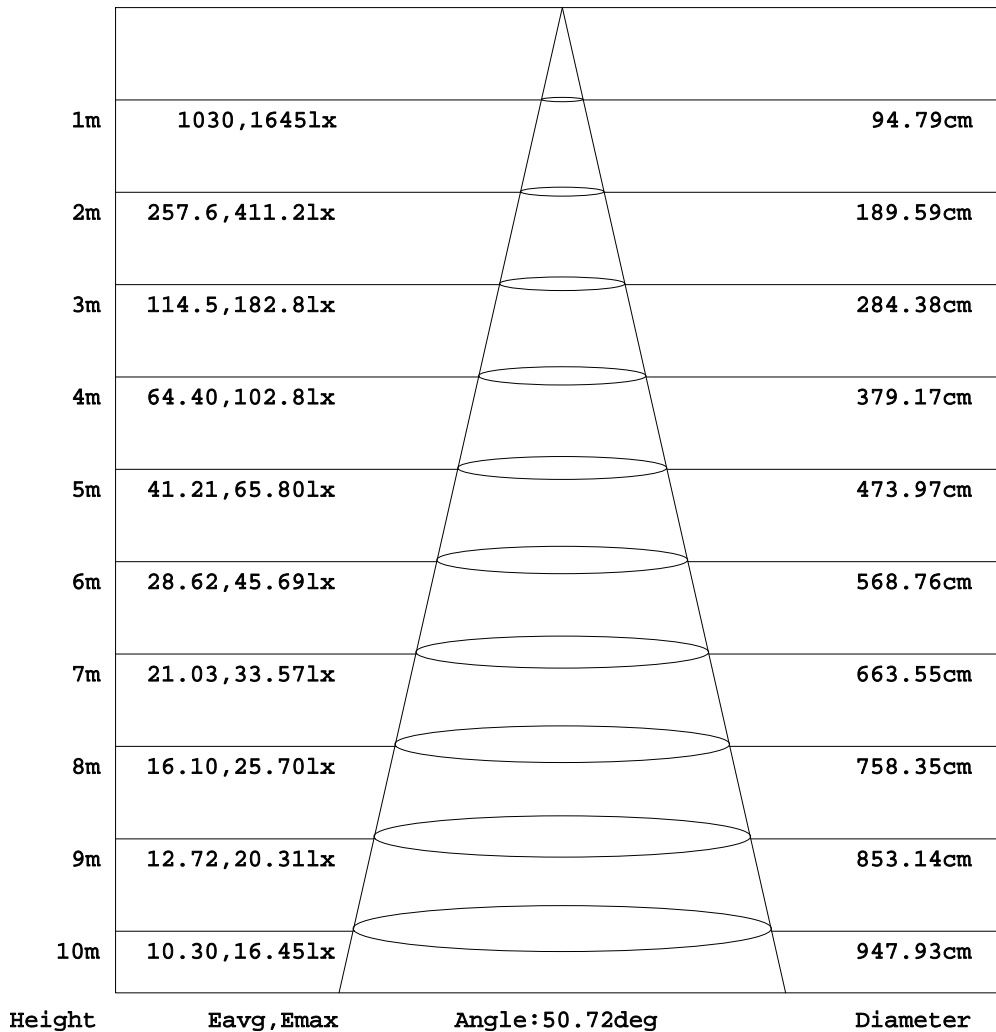 1m 1030,1645lx 94.79cm
2m 257.6,411.2lx 189.59cm
3m 114.5,182.8lx 284.38cm
4m 64.40,102.8lx 379.17cm
5m 41.21,65.80lx 473.97cm
6m 28.62,45.69lx 568.76cm
7m 21.03,33.57lx 663.55cm
8m 16.10,25.70lx 758.35cm
9m 12.72,20.31lx 853.14cm
10m 10.30,16.45lx 947.93cm
Height Eavg,Emax Angle:50.72deg Diameter